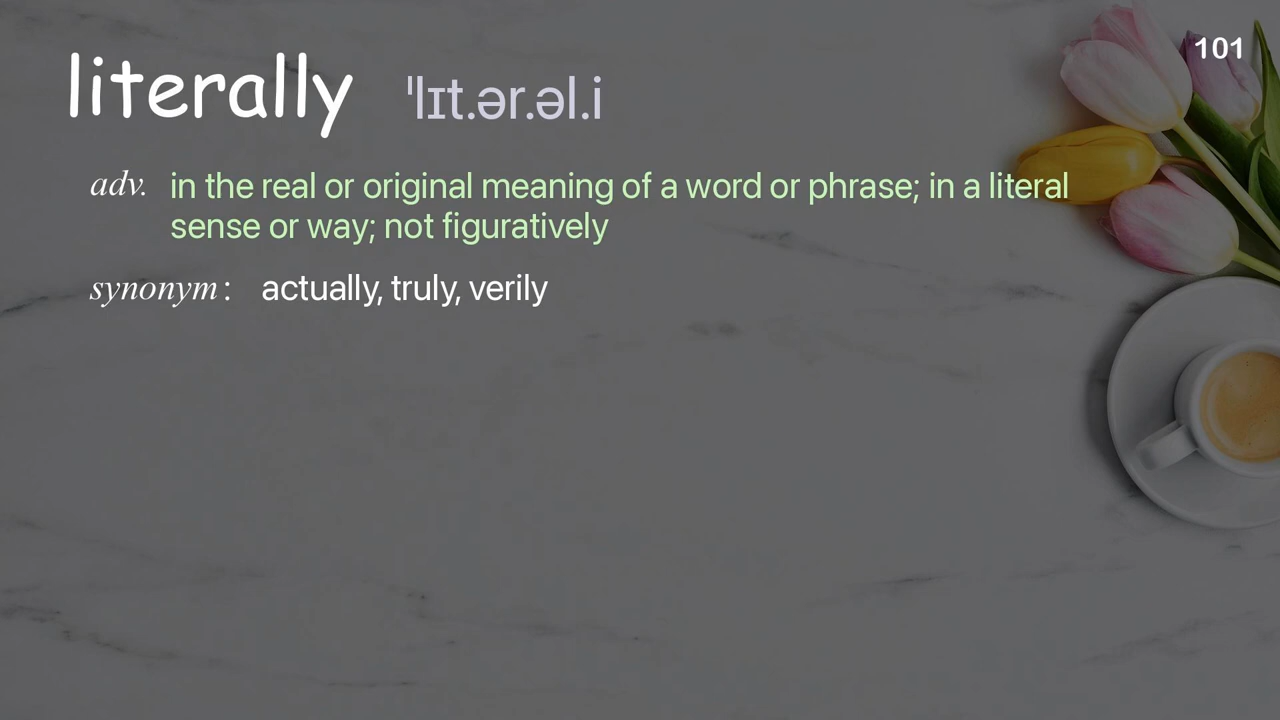 101
literally ˈlɪt.ər.əl.i
adv. in the real or original meaning of a word or phrase; in a literal
sense or way; not figuratively
synonym : actually, truly, verily